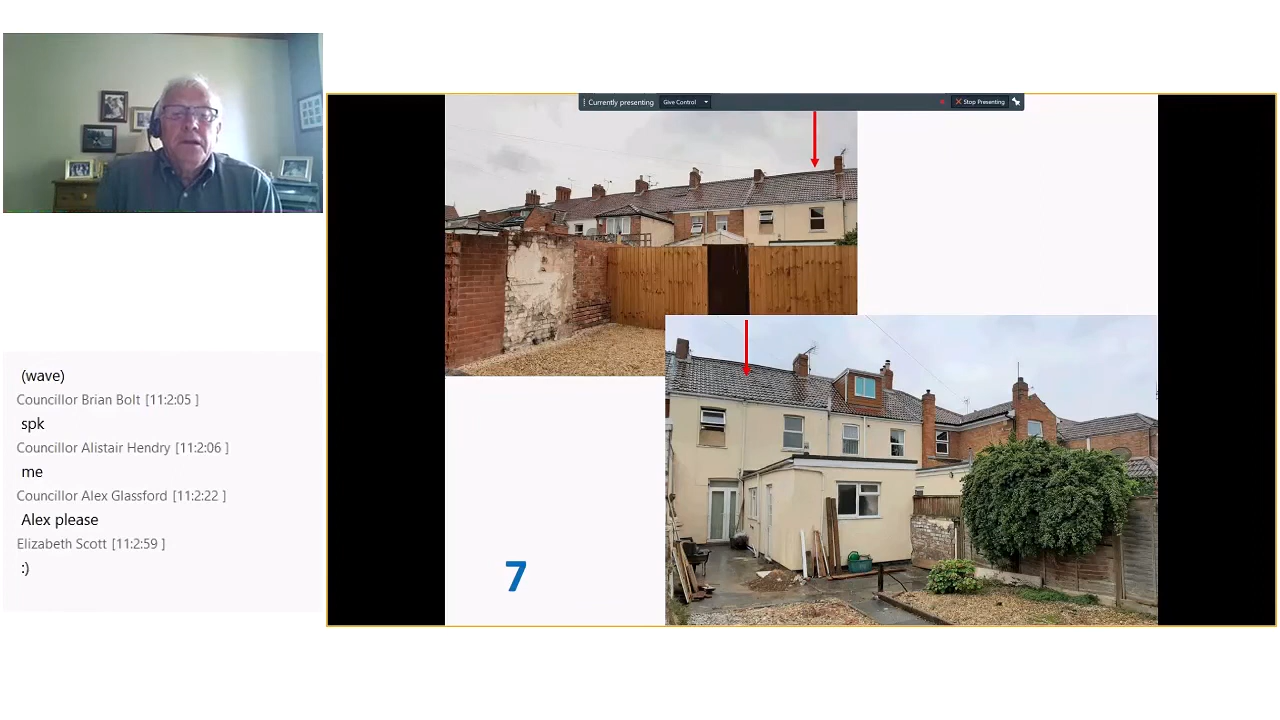 Currently presenting Give Control Stop Presenting
(wave)
Councillor Brian Bolt [11:2:05 ]
spk
Councillor Alistair Hendry [11:2:06 ]
me
Councillor Alex Glassford [11:2:22 ]
Alex please
Elizabeth Scott [11:2:59 ]
:)
7